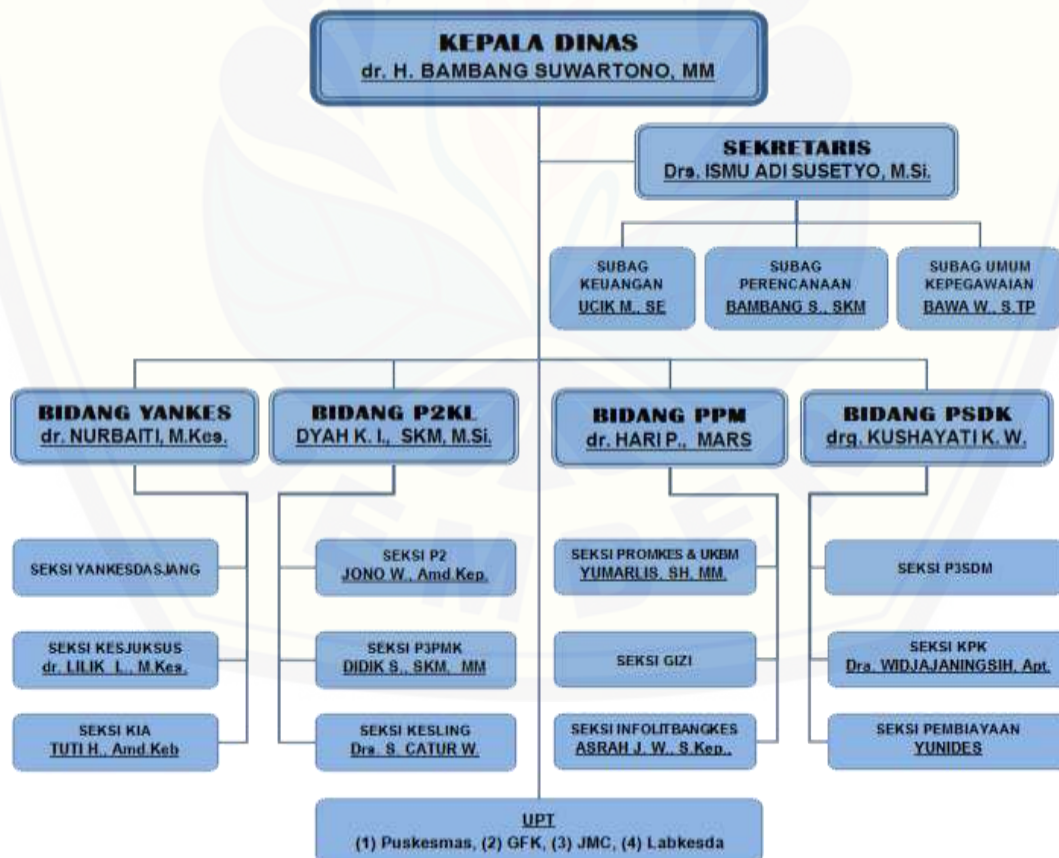 KEPALA DINAS
dr. H. BAMBANG SUWARTONO, MM
SEKRETARIS
Drs. ISMU ADI SUSETYO, M.Si.
SUBAG
KEUANGAN
UCIK M., SE
SUBAG
PERENCANAAN
BAMBANG S., SKM
SUBAG UMUM
KEPEGAWAIAN
BAWA W., S.TP
BIDANG YANKES
dr. NURBAITI, M.Kes.
BIDANG P2KL
DYAH K. I., SKM, M.Si.
BIDANG PPM
dr. HARI P., MARS
BIDANG PSDK
drg. KUSHAYATI K. W.
SEKSI YANKESDASJANG
SEKSI P2
JONO W., Amd.Kep.
SEKSI PROMKES & UKBM
YUMARLIS, SH, MM.
SEKSI P3SDM
SEKSI KESJUKSUS
dr. LILIK L., M.Kes.
SEKSI P3PMK
DIDIK S., SKM, MM
SEKSI GIZI
SEKSI KPK
Dra. WIDJAJANINGSIH, Apt.
SEKSI KIA
TUTI H., Amd.Keb
SEKSI KESLING
Drs. S. CATUR W.
SEKSI INFOLITBANGKES
ASRAH J. W., S.Kep.,
SEKSI PEMBIAYAAN
YUNIDES
UPT
(1) Puskesmas, (2) GFK, (3) JMC, (4) Labkesda
JEMBER